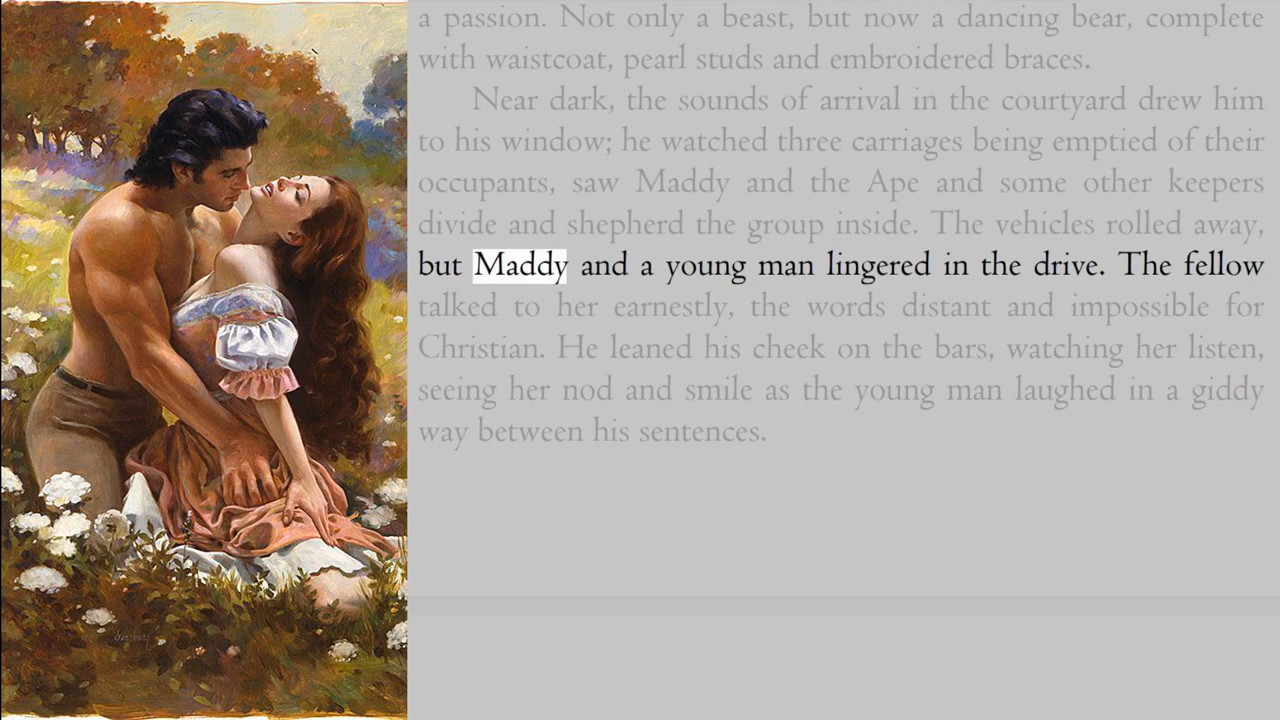 a passion. Not only a beast, but now a dancing bear, complete
with waistcoat, pearl studs and embroidered braces.
Near dark, the sounds of arrival in the courtyard drew him
to his window; he watched three carriages being emptied of their
occupants, saw Maddy and the Ape and some other keepers
divide and shepherd the group inside. The vehicles rolled away,
but Maddy and a young man lingered in the drive. The fellow
talked to her earnestly, the words distant and impossible for
Christian. He leaned his cheek on the bars, watching her listen,
seeing her nod and smile as the young man laughed in a giddy
way between his sentences.